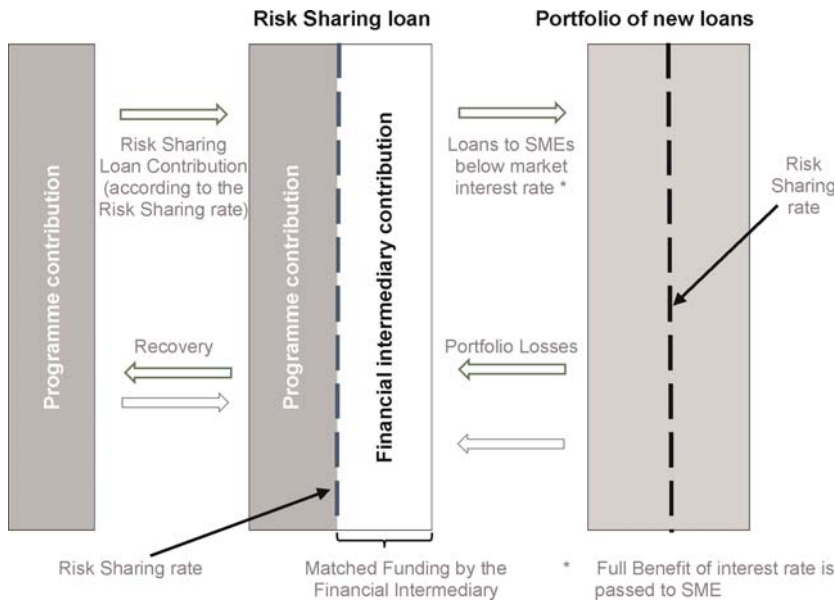 Risk Sharing loan
Portfolio of new loans
Programme contribution
Risk Sharing
Loan Contribution
(according to the
Risk Sharing rate)
Programme contribution
Financial intermediary contribution
Loans to SMEs
below market
interest rate *
Risk
Sharing
rate
Recovery
Portfolio Losses
Risk Sharing rate
Matched Funding by the
Financial Intermediary
* Full Benefit of interest rate is
passed to SME